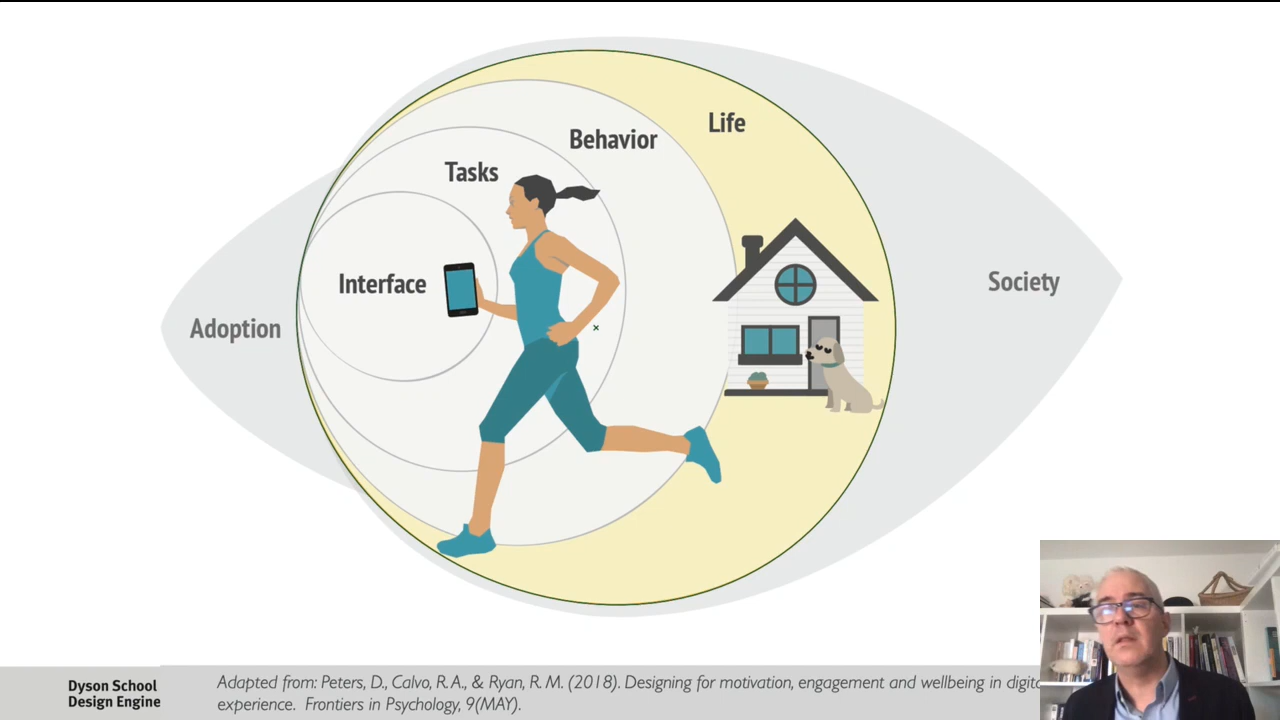 Life
Behavior
Tasks
Interface
Society
Adoption
Dyson School
Design Engine
Adapted from: Peters, D., Calvo, R.A., & Ryan, R. M. (2018). Designing for motivation, engagement and wellbeing in digita
experience. Frontiers in Psychology, 9(MAY).